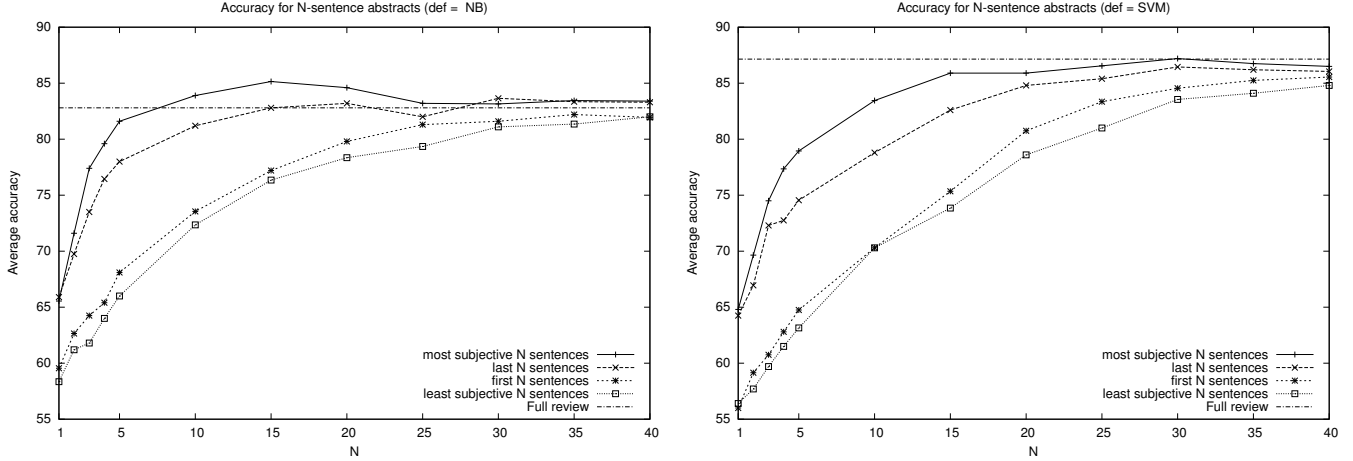 Accuracy for N-sentence abstracts (def = NB)
90
85
80
75
70
65
60
55
Average accuracy
most subjective N sentences
last N sentences
first N sentences
least subjective N sentences
Full review
1 5 10 15 20 25 30 35 40
N
Accuracy for N-sentence abstracts (def = SVM)
90
85
80
75
70
65
60
55
Average accuracy
most subjective N sentences
last N sentences
first N sentences
least subjective N sentences
Full review
1 5 10 15 20 25 30 35 40
N